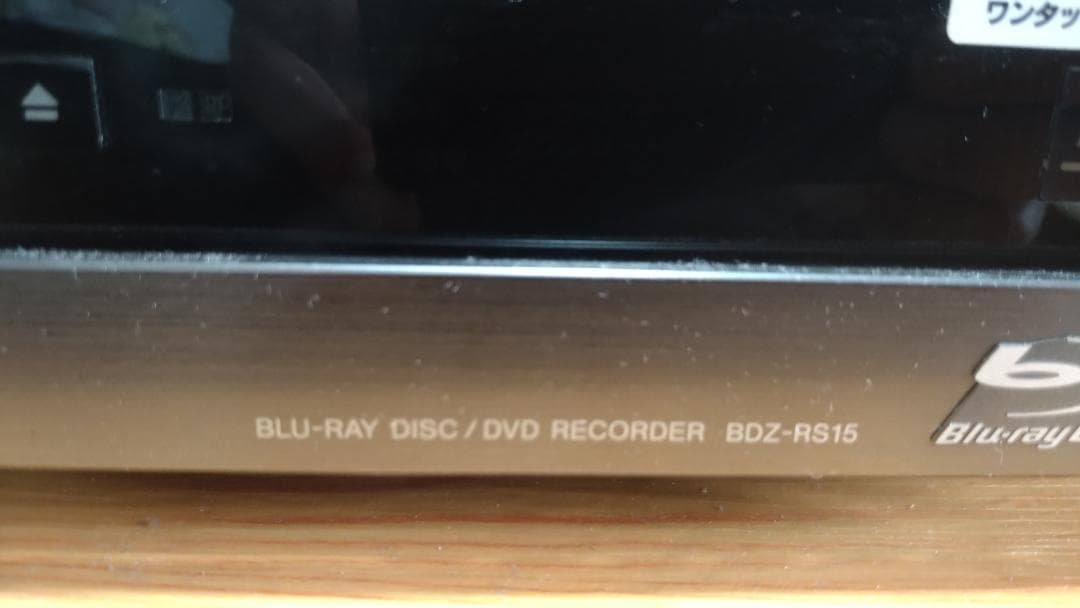 ワンタッ
BLU-RAY DISC / DVD RECORDER BDZ-RS15
Blu-ray